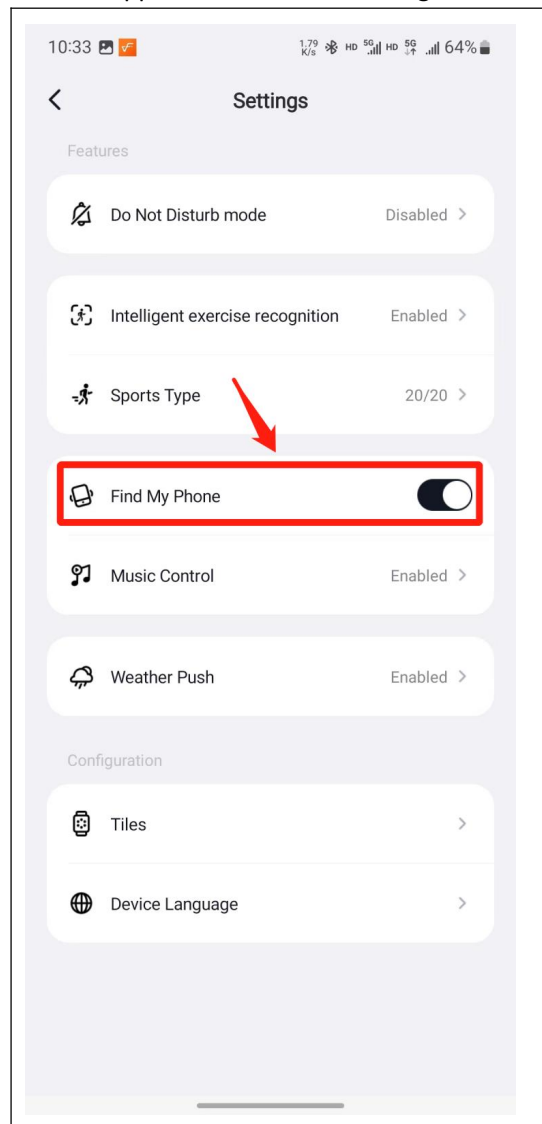 10:33 1.79 K/s HD 5G HD 5G 64%
Settings
Features
Do Not Disturb mode Disabled
Intelligent exercise recognition Enabled
Sports Type 20/20
Find My Phone
Music Control Enabled
Weather Push Enabled
Configuration
Tiles
Device Language